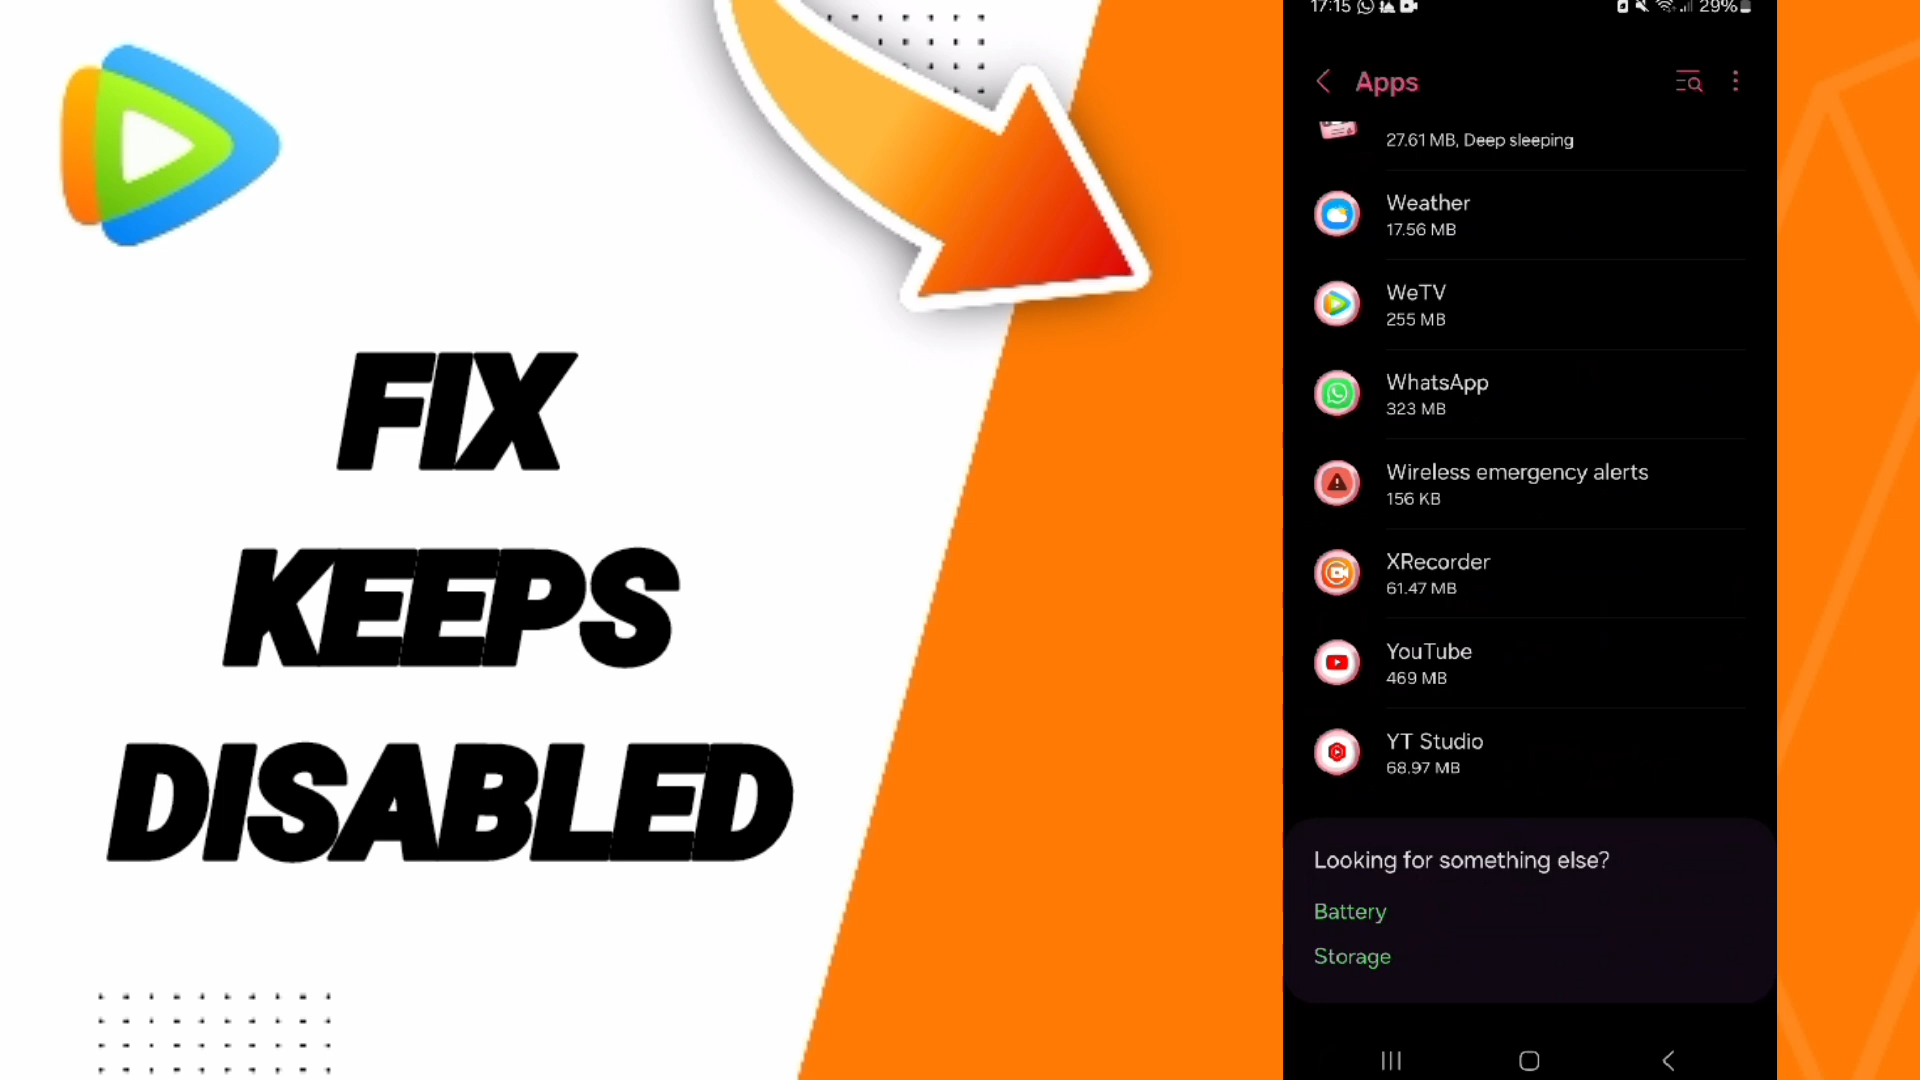 FIX
KEEPS
DISABLED
17:15 29%
Apps
27.61 MB, Deep sleeping
Weather
17.56 MB
WeTV
255 MB
WhatsApp
323 MB
Wireless emergency alerts
156 KB
XRecorder
61.47 MB
YouTube
469 MB
YT Studio
68.97 MB
Looking for something else?
Battery
Storage